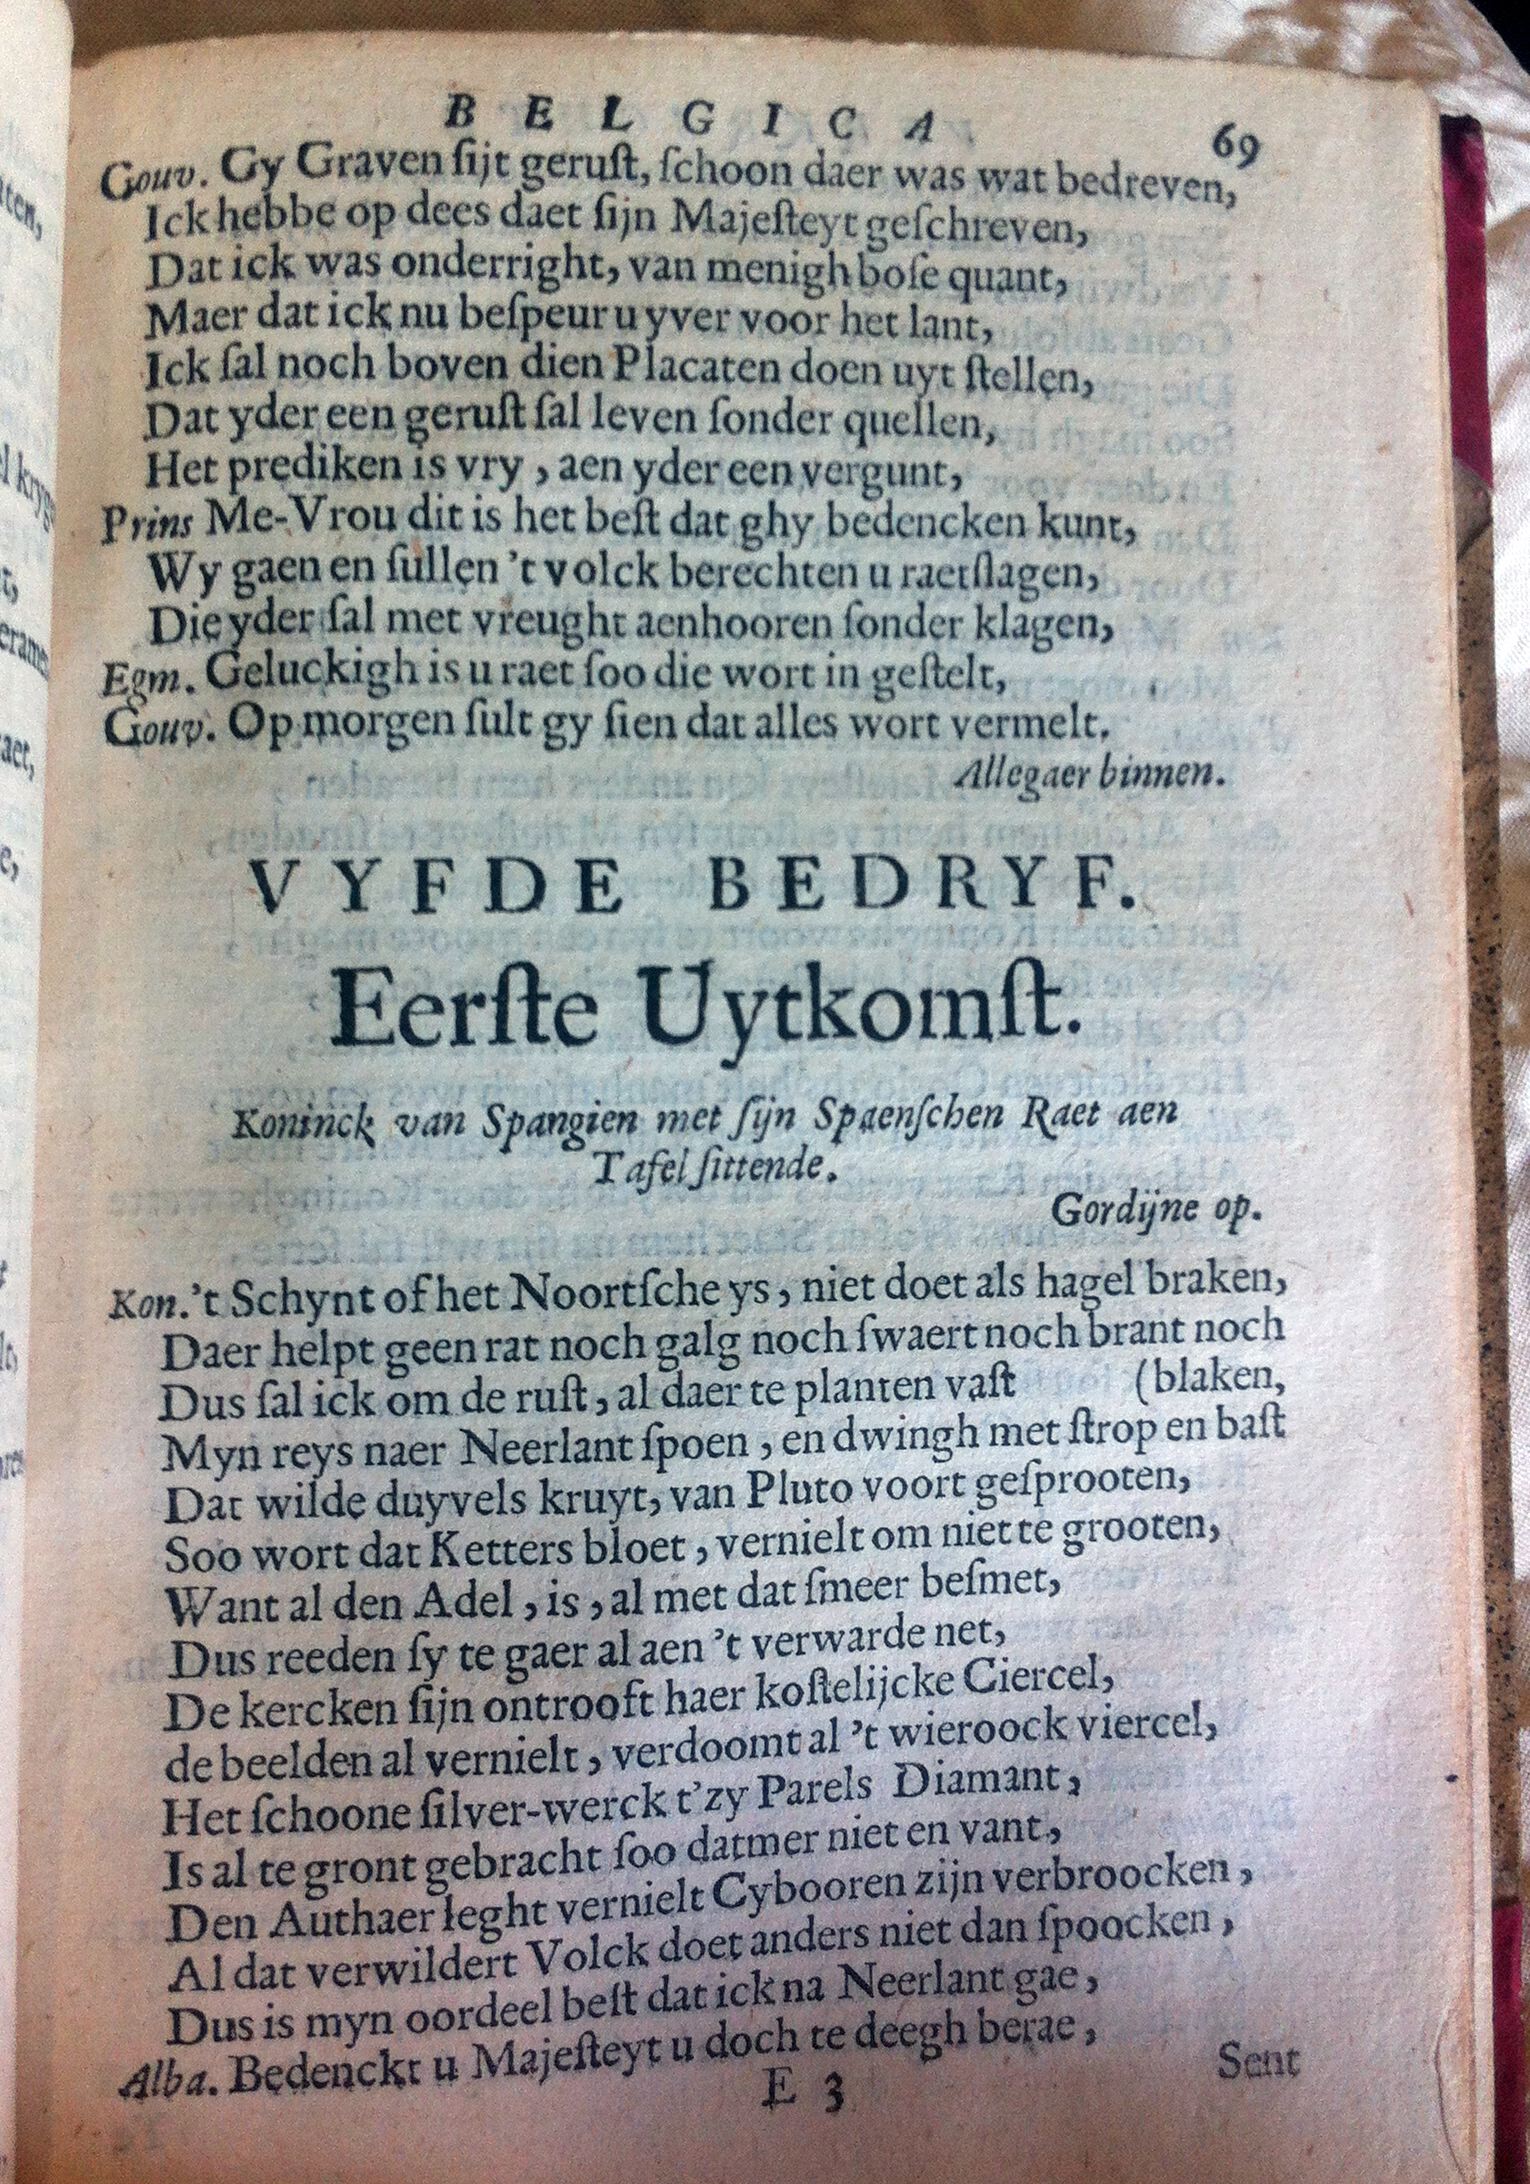 BELGICA 69
Gouv. Gy Graven ſijt geruſt, ſchoon daer was wat bedreven,
Ick hebbe op dees daet ſijn Majeſteyt geſchreven,
Dat ick was onderright, van menigh boſe quant,
Maer dat ick nu beſpeur u yver voor het lant,
Ick ſal noch boven dien Placaten doen uyt ſtellen,
Dat yder een geruſt ſal leven ſonder quellen,
Het prediken is vry, aen yder een vergunt,
Prins Me-Vrou dit is het beſt dat ghy bedencken kunt,
Wy gaen en ſullen 't volck berechten u raetſlagen,
Die yder ſal met vreught aenhooren ſonder klagen,
Egm. Geluckigh is u raet ſoo die wort in geſtelt,
Gouv. Op morgen ſult gy ſien dat alles wort vermelt.
Allegaer binnen.
VYFDE BEDRYF.
Eerſte Uytkomſt.
Koninck van Spangien met ſijn Spaenſchen Raet aen
Tafel ſittende.
Gordijne op.
Kon. 't Schynt of het Noortſche ys, niet doet als hagel braken,
Daer helpt geen rat noch galg noch ſwaert noch brant noch
Dus ſal ick om de ruſt, al daer te planten vaſt (blaken,
Myn reys naer Neerlant ſpoen, en dwingh met ſtrop en baſt
Dat wilde duyvels kruyt, van Pluto voort geſprooten,
Soo wort dat Ketters bloet, vernielt om niet te grooten,
Want al den Adel, is, al met dat ſmeer beſmet,
Dus reeden ſy te gaer al aen 't verwarde net,
De kercken ſijn ontrooft haer koſtelijcke Ciercel,
de beelden al vernielt, verdoomt al 't wieroock viercel,
Het ſchoone ſilver-werck t'zy Parels Diamant,
Is al te gront gebracht ſoo datmer niet en vant,
Den Authaer leght vernielt Cybooren zijn verbroocken,
Al dat verwildert Volck doet anders niet dan ſpoocken,
Dus is myn oordeel beſt dat ick na Neerlant gae,
Alba. Bedenckt u Majeſteyt u doch te deegh berae,
E 3 Sent